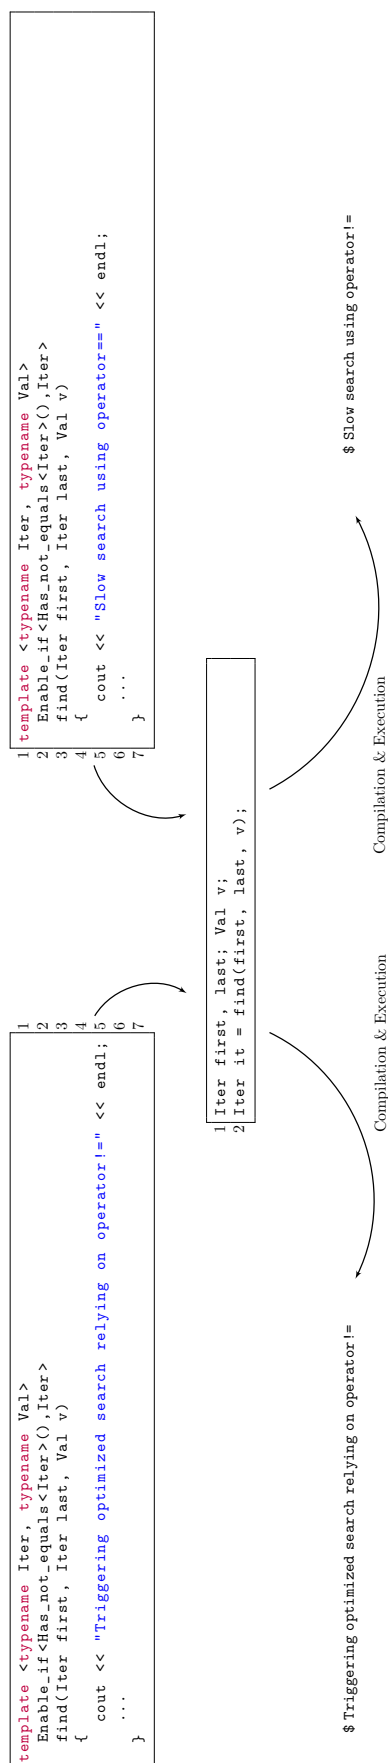 template <typename Iter, typename Val>
Enable_if<Has_not_equals<Iter>(),Iter>
find(Iter first, Iter last, Val v)
{
cout << "Triggering optimized search relying on operator!=" << endl;
...
}
1 template <typename Iter, typename Val>
2 Enable_if<Has_not_equals<Iter>(),Iter>
3 find(Iter first, Iter last, Val v)
4 {
5 cout << "Slow search using operator==" << endl;
6 ...
7 }
1
2
3
4
5
6
7
1 Iter first, last; Val v;
2 Iter it = find(first, last, v);
$ Triggering optimized search relying on operator!=
$ Slow search using operator!=
Compilation & Execution
Compilation & Execution